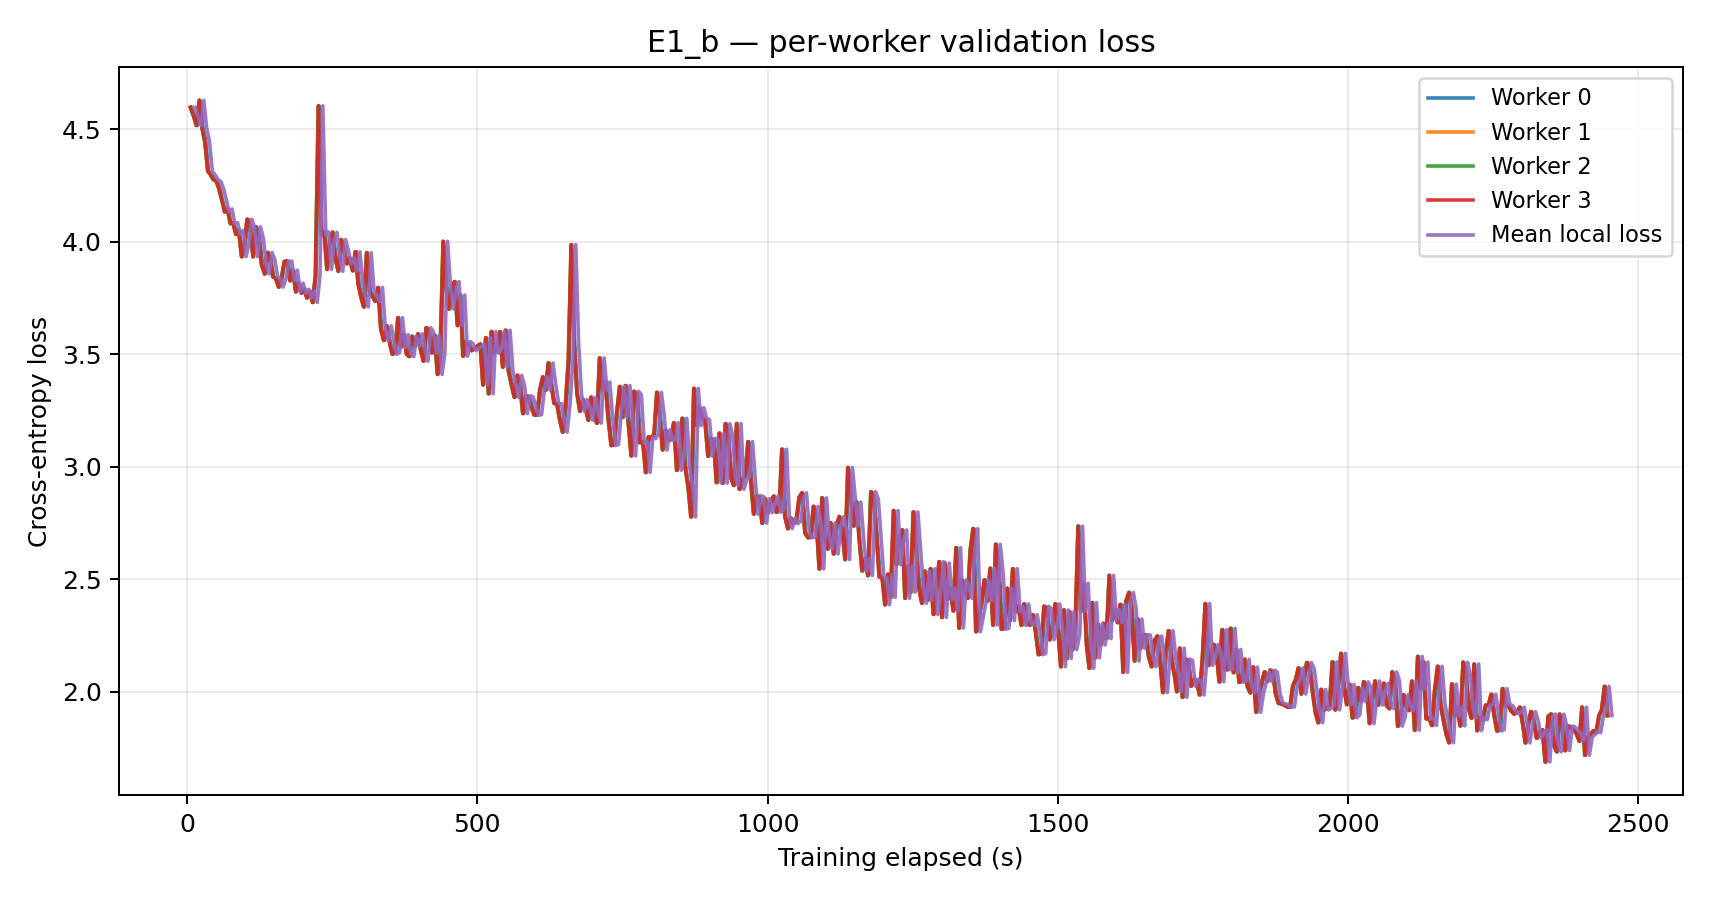 E1_b — per-worker validation loss
Worker 0
Worker 1
Worker 2
Worker 3
Mean local loss
Cross-entropy loss
4.5
4.0
3.5
3.0
2.5
2.0
0 500 1000 1500 2000 2500
Training elapsed (s)